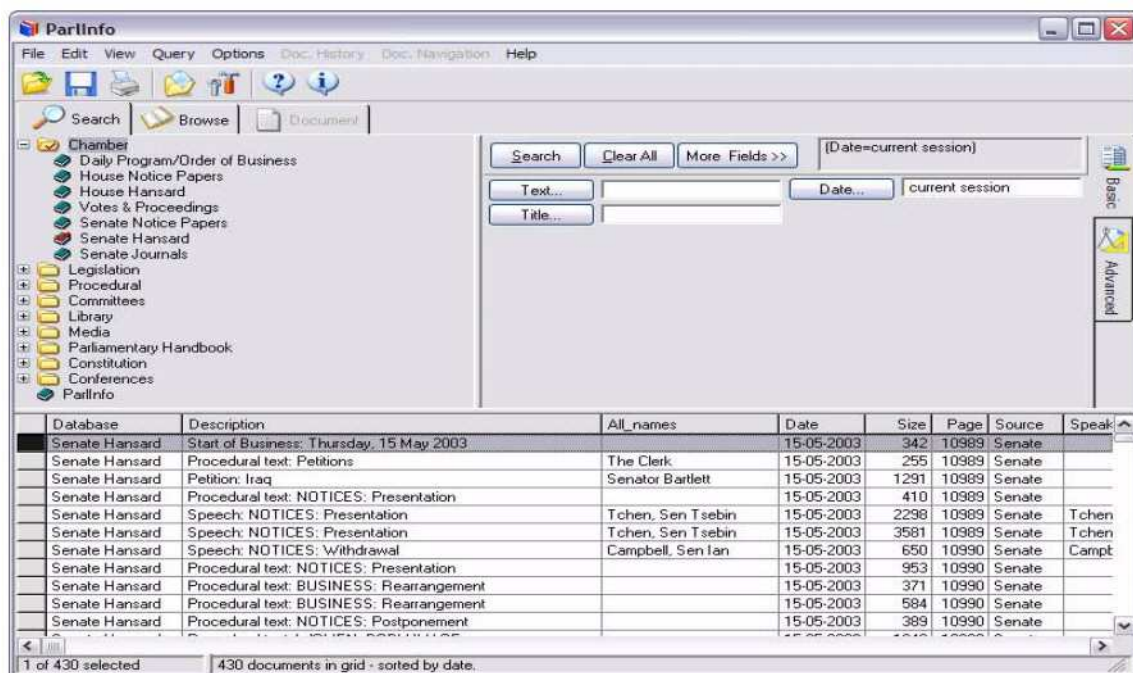 ParlInfo
File Edit View Query Options Doc. History Doc. Navigation Help
Search Browse Document
Chamber
Daily Program/Order of Business
House Notice Papers
House Hansard
Votes & Proceedings
Senate Notice Papers
Senate Hansard
Senate Journals
Legislation
Procedural
Committees
Library
Media
Parliamentary Handbook
Constitution
Conferences
ParlInfo
Search Clear All More Fields >> (Date=current session)
Text... Date... current session
Title...
Basic
Advanced
Database Description All_names Date Size Page Source Speak
Senate Hansard Start of Business: Thursday, 15 May 2003 15-05-2003 342 10989 Senate
Senate Hansard Procedural text: Petitions The Clerk 15-05-2003 255 10989 Senate
Senate Hansard Petition: Iraq Senator Bartlett 15-05-2003 1291 10989 Senate
Senate Hansard Procedural text: NOTICES: Presentation 15-05-2003 410 10989 Senate
Senate Hansard Speech: NOTICES: Presentation Tchen, Sen Tsebin 15-05-2003 2298 10989 Senate Tchen
Senate Hansard Speech: NOTICES: Presentation Tchen, Sen Tsebin 15-05-2003 3581 10989 Senate Tchen
Senate Hansard Speech: NOTICES: Withdrawal Campbell, Sen Ian 15-05-2003 650 10990 Senate Campb
Senate Hansard Procedural text: NOTICES: Presentation 15-05-2003 953 10990 Senate
Senate Hansard Procedural text: BUSINESS: Rearrangement 15-05-2003 371 10990 Senate
Senate Hansard Procedural text: BUSINESS: Rearrangement 15-05-2003 584 10990 Senate
Senate Hansard Procedural text: NOTICES: Postponement 15-05-2003 389 10990 Senate
1 of 430 selected 430 documents in grid - sorted by date.